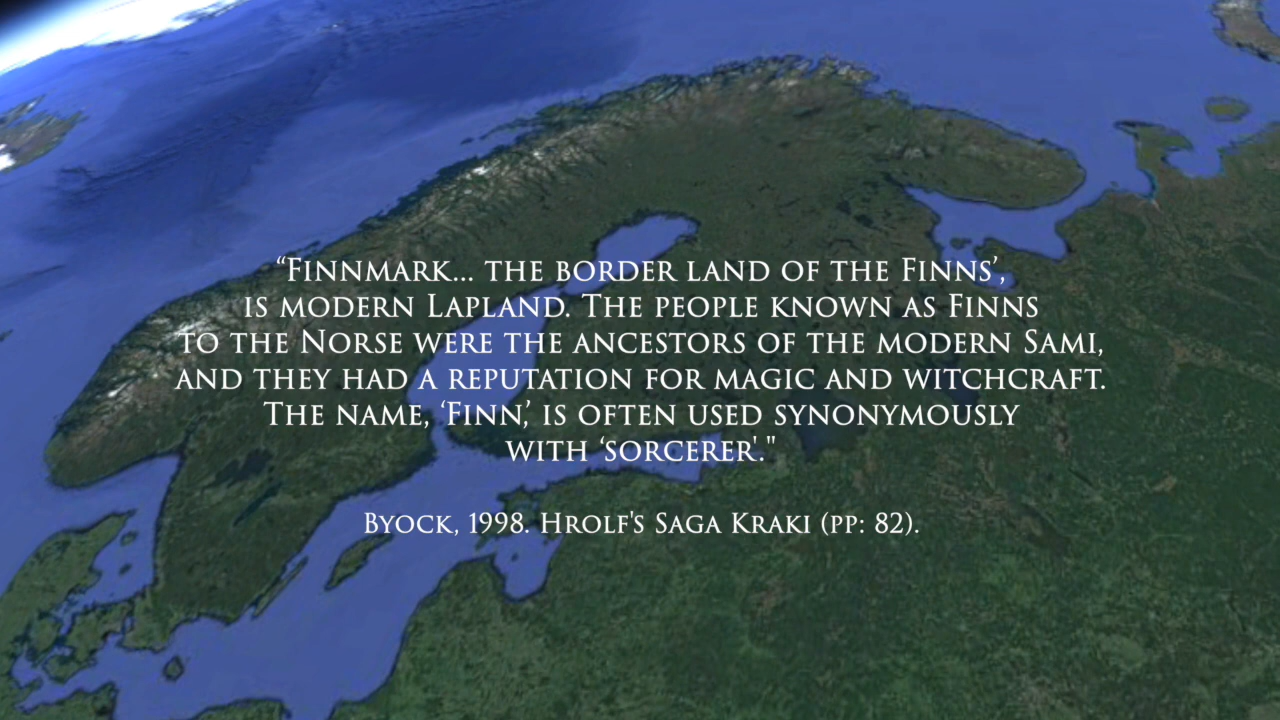 “Finnmark... the border land of the Finns’,
is modern Lapland. The people known as Finns
to the Norse were the ancestors of the modern Sami,
and they had a reputation for magic and witchcraft.
The name, ‘Finn,’ is often used synonymously
with ‘sorcerer'."
Byock, 1998. Hrolf's Saga Kraki (pp: 82).